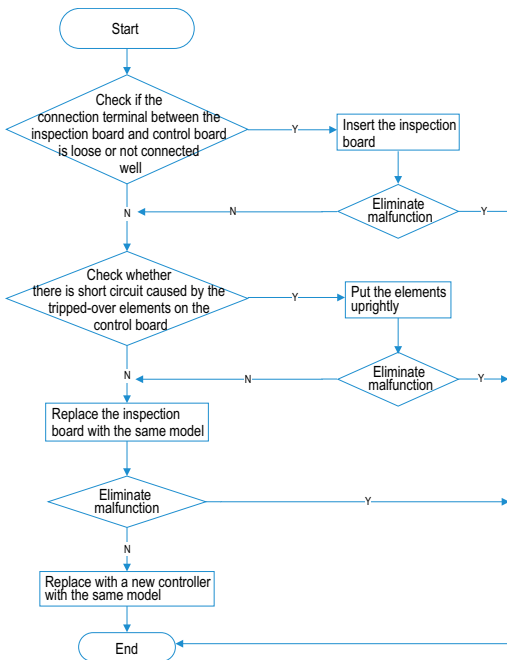 Start
Check if the
connection terminal between the
inspection board and control board
is loose or not connected
well
Y
Insert the inspection
board
N
N
Eliminate
malfunction
Y
Check whether
there is short circuit caused by the
tripped-over elements on the
control board
Y
Put the elements
uprightly
N
N
Eliminate
malfunction
Y
Replace the inspection
board with the same model
Eliminate
malfunction
Y
N
Replace with a new controller
with the same model
End